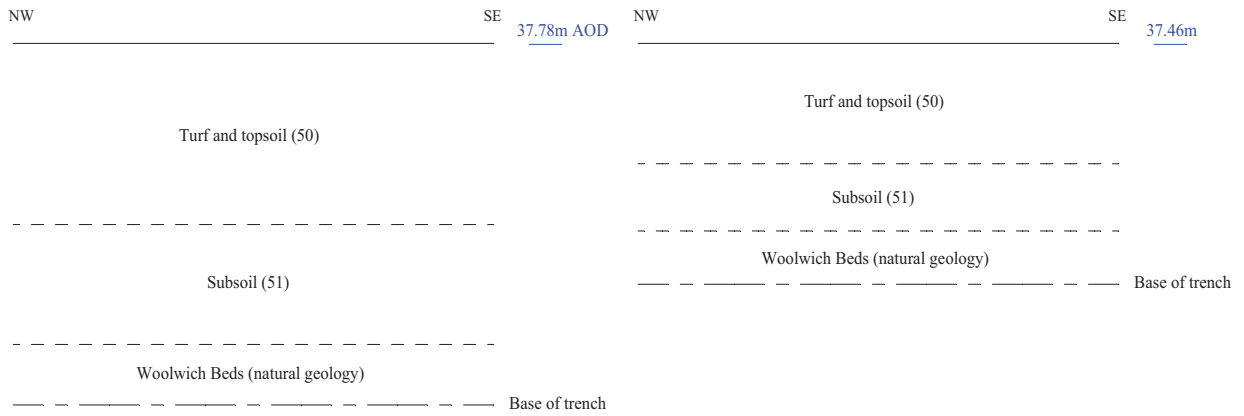 NW
SE
37.78m AOD
Turf and topsoil (50)
Subsoil (51)
Woolwich Beds (natural geology)
Base of trench
NW
SE
37.46m
Turf and topsoil (50)
Subsoil (51)
Woolwich Beds (natural geology)
Base of trench